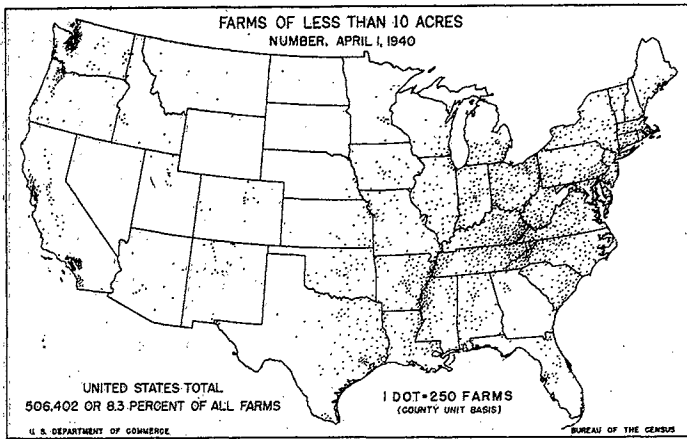 FARMS OF LESS THAN 10 ACRES
NUMBER, APRIL 1, 1940
UNITED STATES TOTAL
506,402 OR 8.3 PERCENT OF ALL FARMS
1 DOT=250 FARMS
(COUNTY UNIT BASIS)
U. S. DEPARTMENT OF COMMERCE
BUREAU OF THE CENSUS